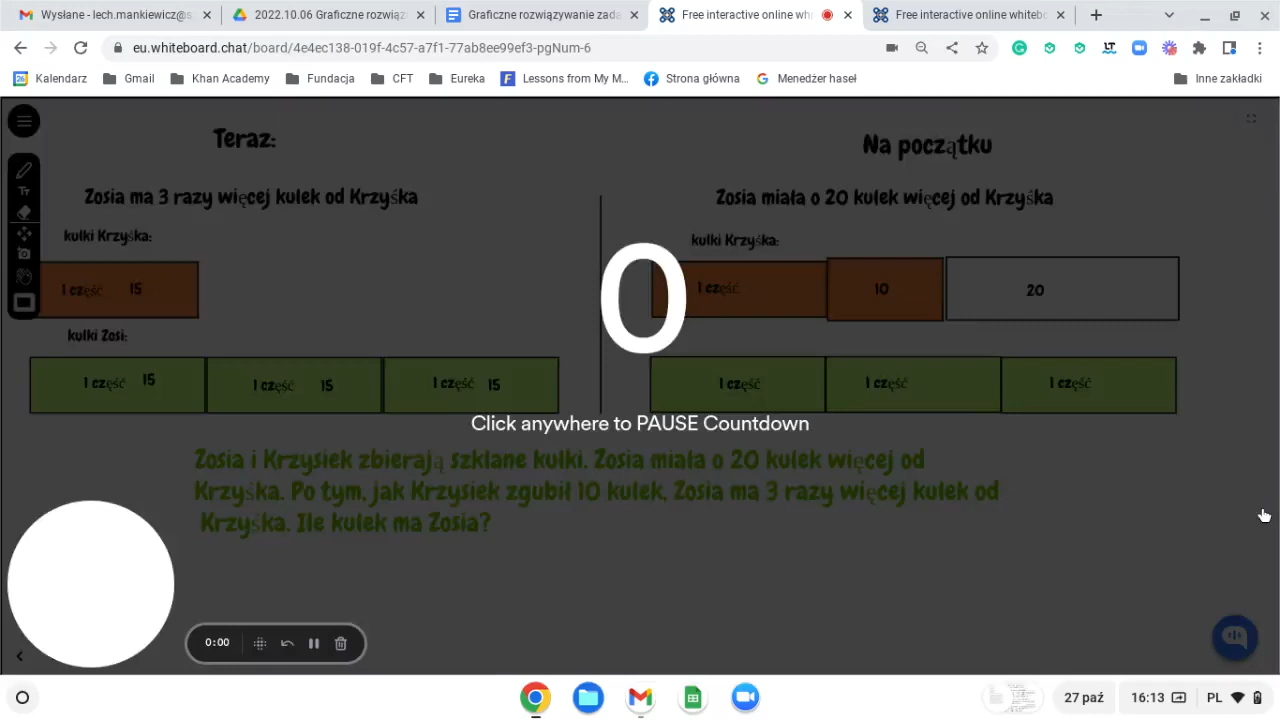 Wysłane - lech.mankiewicz@s
2022.10.06 Graficzne rozwiąz
Graficzne rozwiązywanie zada
Free interactive online wh
Free interactive online whitebo
eu.whiteboard.chat/board/4e4ec138-019f-4c57-a7f1-77ab8ee99ef3-pgNum-6
Kalendarz
Gmail
Khan Academy
Fundacja
CFT
Eureka
Lessons from My M...
Strona główna
Menedżer haseł
Inne zakładki
Teraz:
Na początku
Zosia ma 3 razy więcej kulek od Krzyśka
Zosia miała o 20 kulek więcej od Krzyśka
kulki Krzyśka:
kulki Krzyśka:
1 część 15
1 część 10 20
0
kulki Zosi:
1 część 15 1 część 15 1 część 15
1 część 1 część 1 część
Click anywhere to PAUSE Countdown
Zosia i Krzysiek zbierają szklane kulki. Zosia miała o 20 kulek więcej od
Krzyśka. Po tym, jak Krzysiek zgubił 10 kulek, Zosia ma 3 razy więcej kulek od
Krzyśka. Ile kulek ma Zosia?
0:00
27 paź
16:13
PL